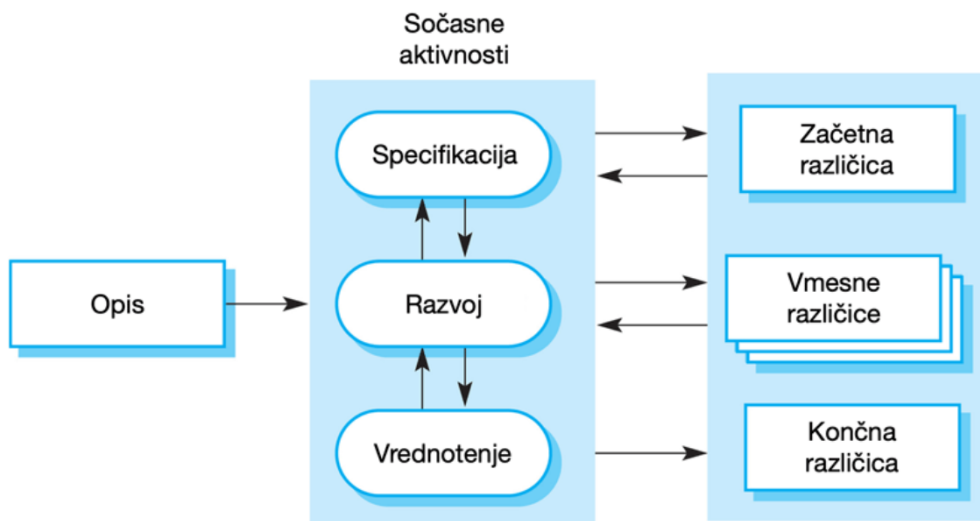 Sočasne
aktivnosti
Opis
Specifikacija
Razvoj
Vrednotenje
Začetna
različica
Vmesne
različice
Končna
različica